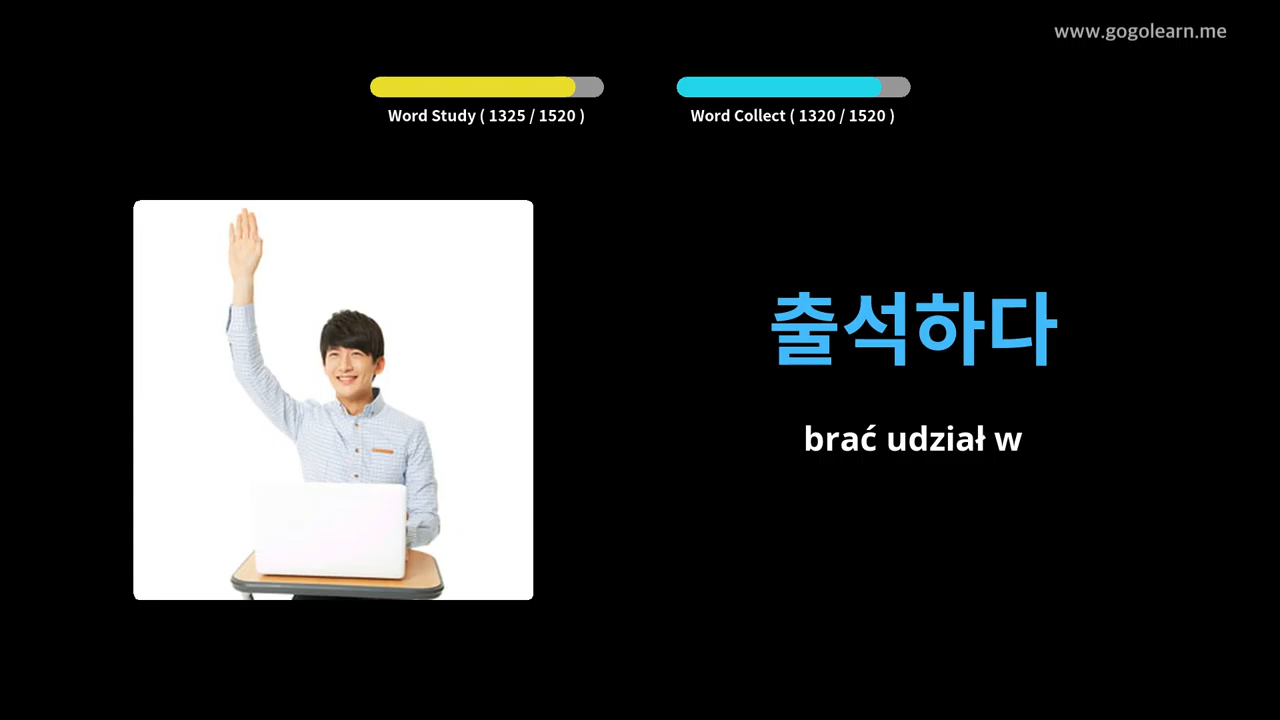 www.gogolearn.me
Word Study ( 1325 / 1520 )
Word Collect ( 1320 / 1520 )
출석하다
brać udział w